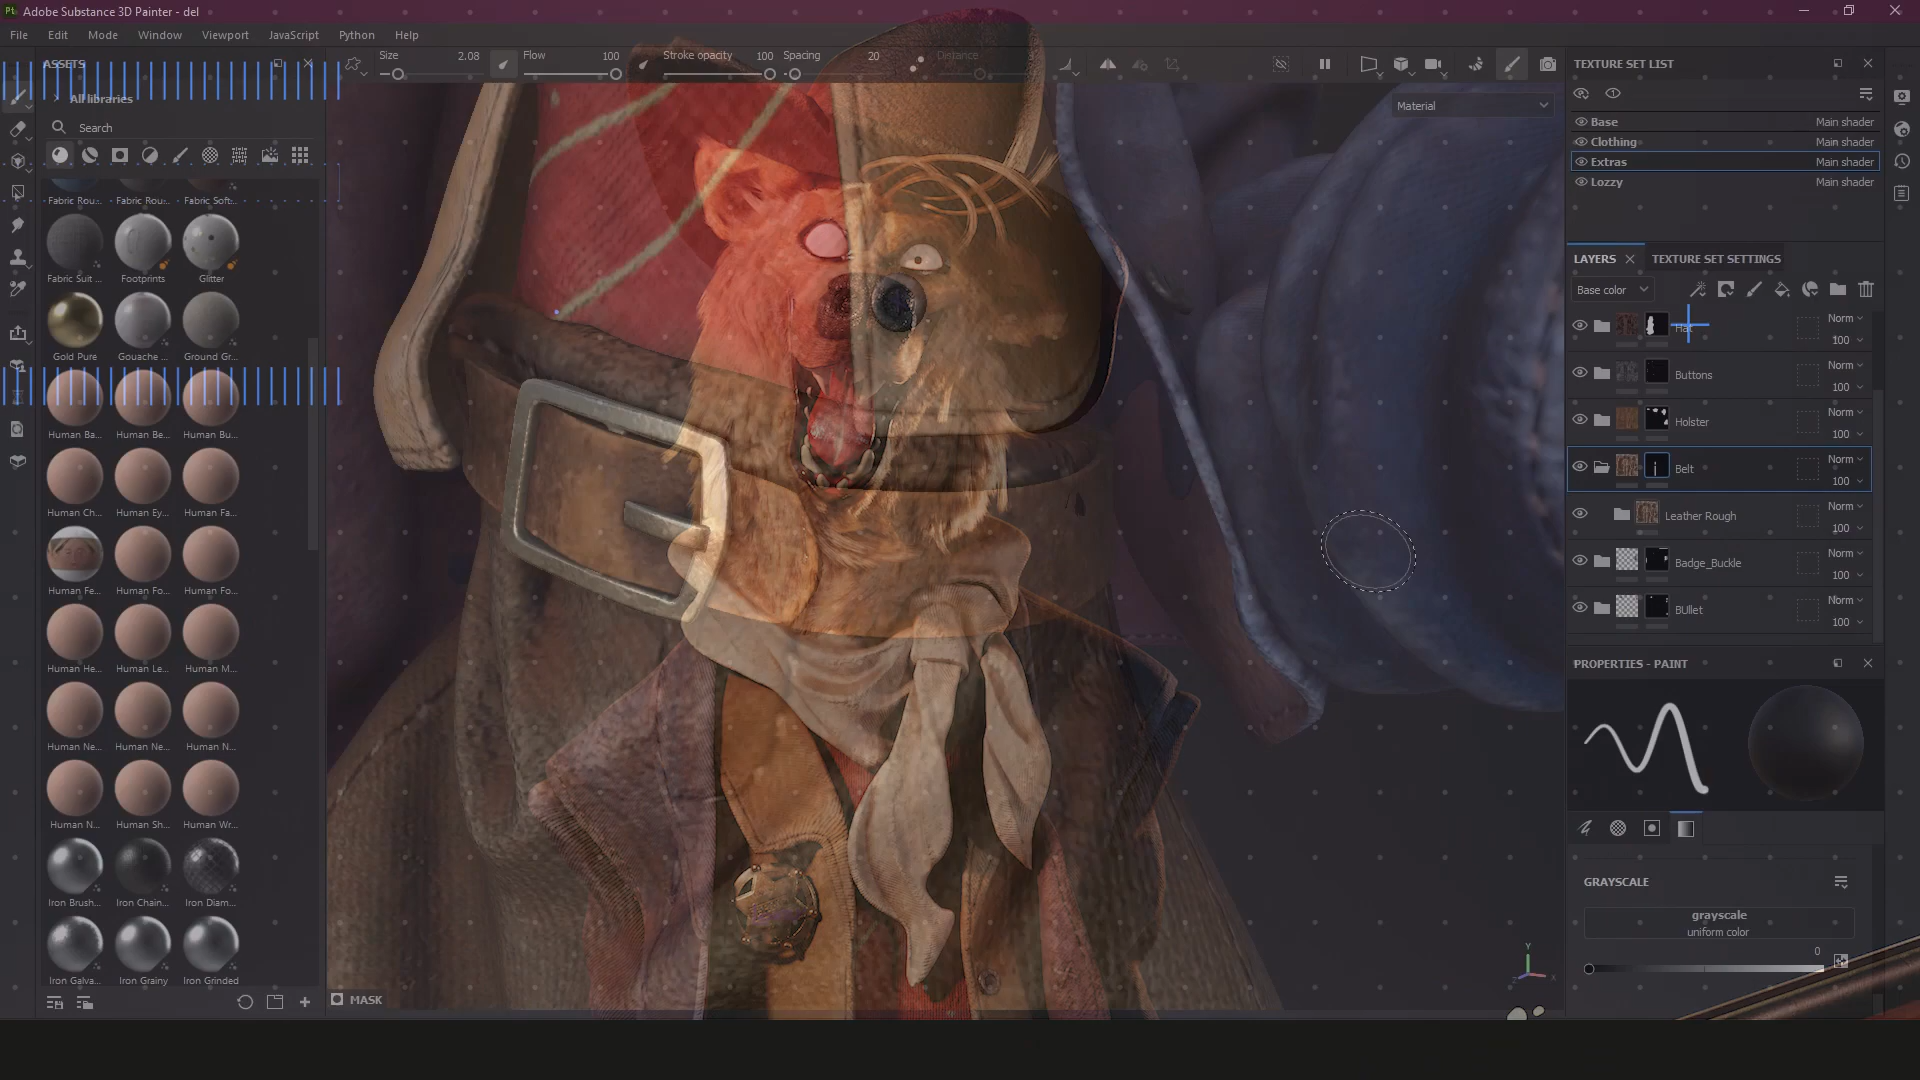 Pt Adobe Substance 3D Painter - del
File Edit Mode Window Viewport JavaScript Python Help
ASSETS
All libraries
Search
Fabric Rou... Fabric Rou... Fabric Soft...
Fabric Suit ... Footprints Glitter
Gold Pure Gouache ... Ground Gr...
Human Ba... Human Be... Human Bu...
Human Ch... Human Ey... Human Fa...
Human Fe... Human Fo... Human Fo...
Human He... Human Le... Human M...
Human Ne... Human Ne... Human N...
Human N... Human Sh... Human Wr...
Iron Brush... Iron Chain... Iron Diam...
Iron Galva... Iron Grainy Iron Grinded
Size 2.08 Flow 100 Stroke opacity 100 Spacing 20 Distance
Material
MASK
Y
X
TEXTURE SET LIST
Base Main shader
Clothing Main shader
Extras Main shader
Lozzy Main shader
LAYERS TEXTURE SET SETTINGS
Base color
Hat Norm
100
Buttons Norm
100
Holster Norm
100
Belt Norm
100
Leather Rough Norm
100
Badge_Buckle Norm
100
BUllet Norm
100
PROPERTIES - PAINT
GRAYSCALE
grayscale
uniform color
0